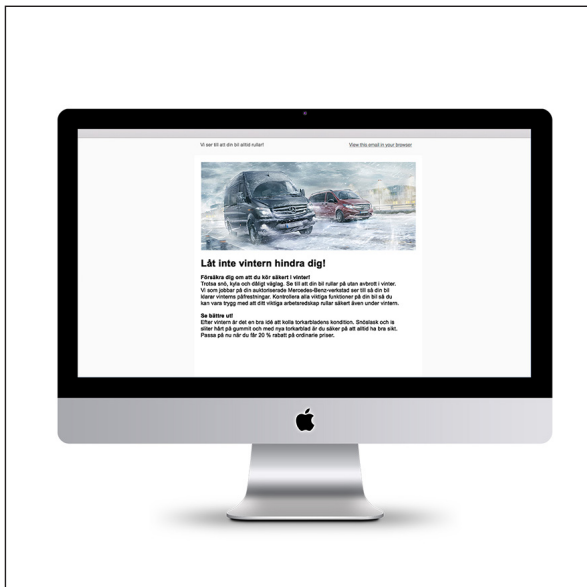 Vi ser till att din bil alltid rullar!
View this email in your browser
Låt inte vintern hindra dig!
Försäkra dig om att du kör säkert i vinter!
Trotsa snö, kyla och dåligt väglag. Se till att din bil rullar på utan avbrott i vinter.
Vi som jobbar på din auktoriserade Mercedes-Benz-verkstad ser till så din bil
klarar vinterns påfrestningar. Kontrollera alla viktiga funktioner på din bil så du
kan vara trygg med att ditt viktiga arbetsredskap rullar säkert även under vintern.
Se bättre ut!
Efter vintern är det en bra idé att kolla torkarbladens kondition. Snöslask och is
sliter hårt på gummit och med nya torkarblad är du säker på att alltid ha bra sikt.
Passa på nu när du får 20 % rabatt på ordinarie priser.